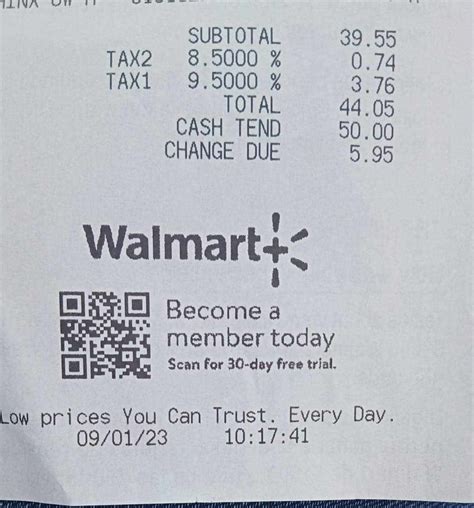 SUBTOTAL 39.55
TAX2 8.5000 % 0.74
TAX1 9.5000 % 3.76
TOTAL 44.05
CASH TEND 50.00
CHANGE DUE 5.95
Walmart+
Become a
member today
Scan for 30-day free trial.
Low prices You Can Trust. Every Day.
09/01/23 10:17:41